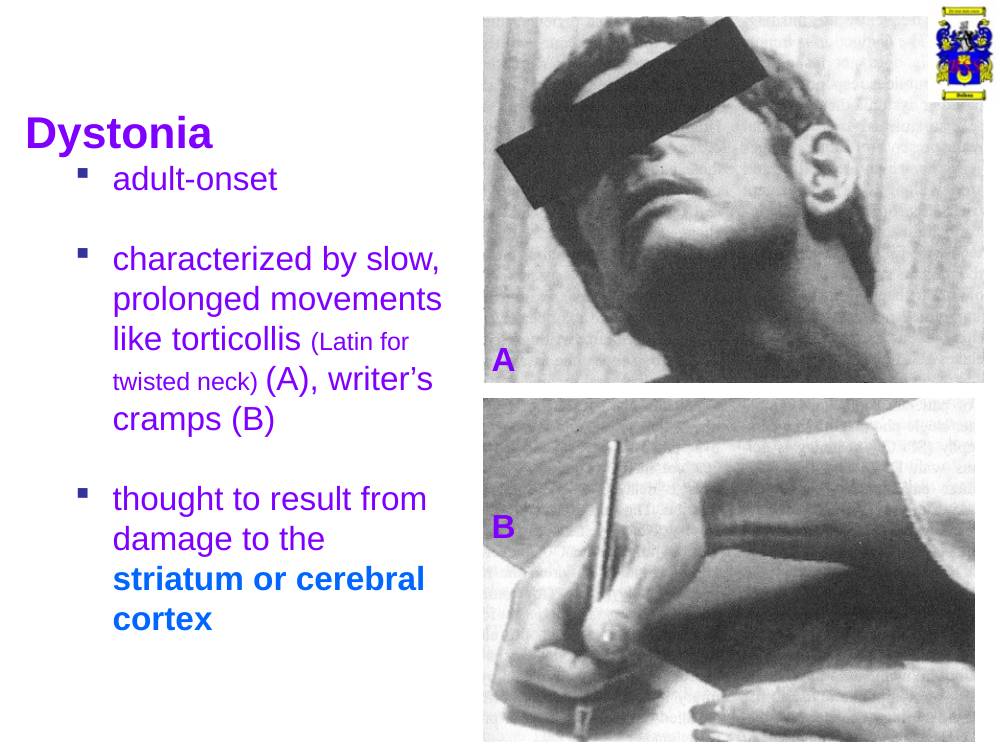 Dystonia
adult-onset
characterized by slow,
prolonged movements
like torticollis (Latin for
twisted neck) (A), writer’s
cramps (B)
thought to result from
damage to the
striatum or cerebral
cortex
A
B